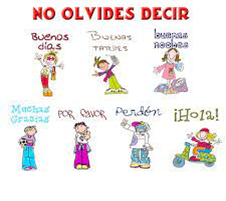 NO OLVIDES DECIR
Buenos
días
Buenas
tardes
buenas
noches
Muchas
Gracias
POR FAVOR
Perdón
¡Hola!